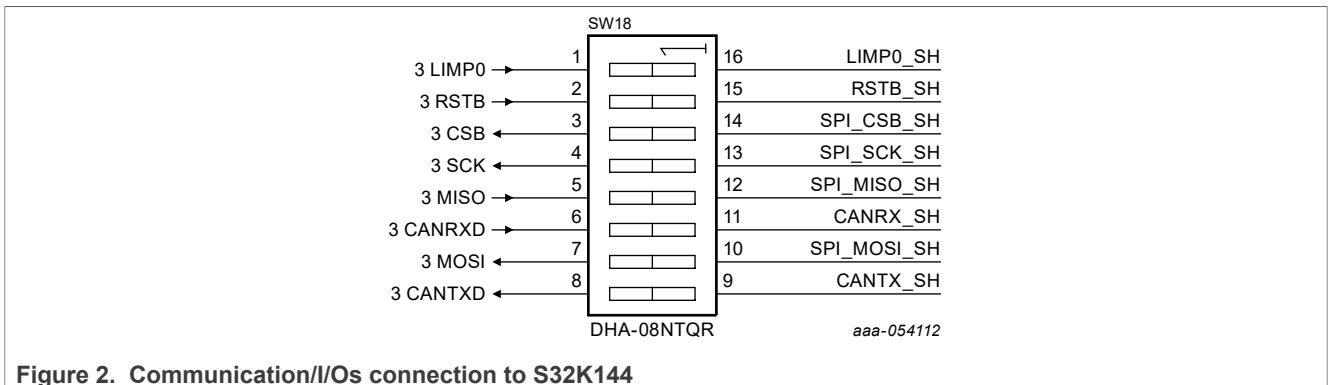 SW18
3 LIMP0 1 16 LIMP0_SH
3 RSTB 2 15 RSTB_SH
3 CSB 3 14 SPI_CSB_SH
3 SCK 4 13 SPI_SCK_SH
3 MISO 5 12 SPI_MISO_SH
3 CANRXD 6 11 CANRX_SH
3 MOSI 7 10 SPI_MOSI_SH
3 CANTXD 8 9 CANTX_SH
DHA-08NTQR aaa-054112
Figure 2. Communication/I/Os connection to S32K144